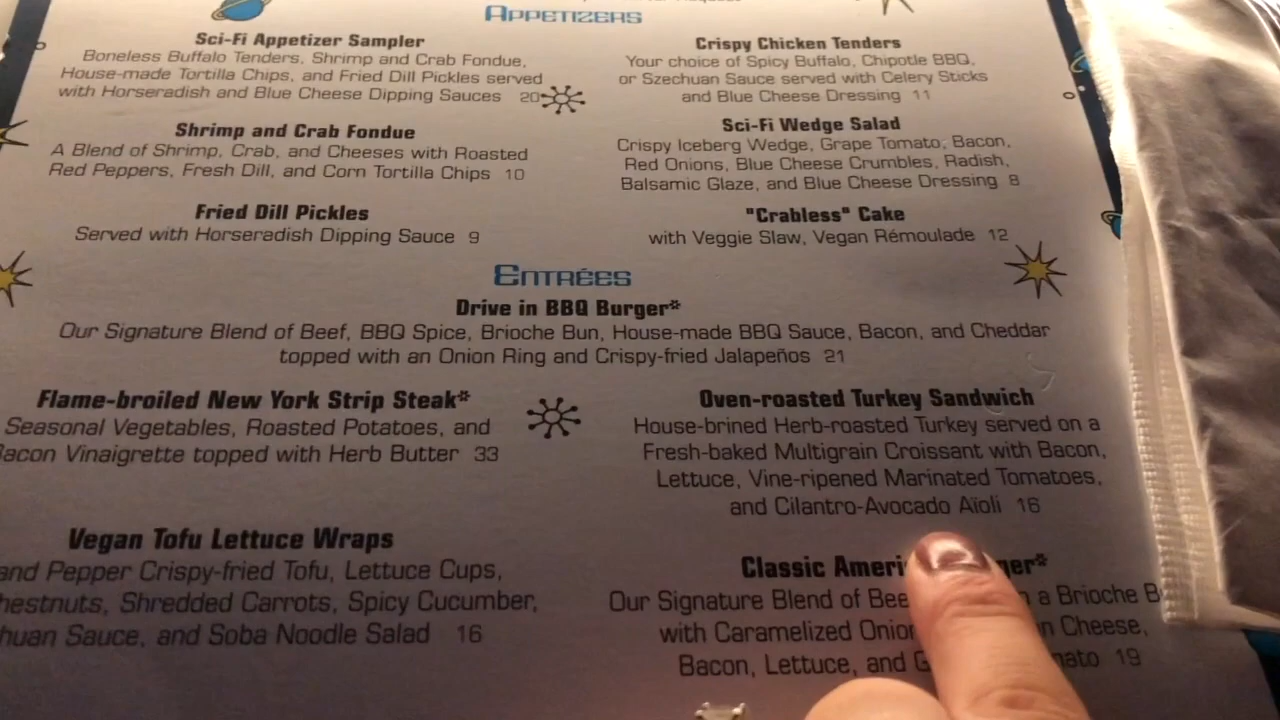 APPETIZERS
Sci-Fi Appetizer Sampler
Boneless Buffalo Tenders, Shrimp and Crab Fondue,
House-made Tortilla Chips, and Fried Dill Pickles served
with Horseradish and Blue Cheese Dipping Sauces 20
Shrimp and Crab Fondue
A Blend of Shrimp, Crab, and Cheeses with Roasted
Red Peppers, Fresh Dill, and Corn Tortilla Chips 10
Fried Dill Pickles
Served with Horseradish Dipping Sauce 9
Crispy Chicken Tenders
Your choice of Spicy Buffalo, Chipotle BBQ,
or Szechuan Sauce served with Celery Sticks
and Blue Cheese Dressing 11
Sci-Fi Wedge Salad
Crispy Iceberg Wedge, Grape Tomato, Bacon,
Red Onions, Blue Cheese Crumbles, Radish,
Balsamic Glaze, and Blue Cheese Dressing 8
"Crabless" Cake
with Veggie Slaw, Vegan Rémoulade 12
ENTRÉES
Drive in BBQ Burger*
Our Signature Blend of Beef, BBQ Spice, Brioche Bun, House-made BBQ Sauce, Bacon, and Cheddar
topped with an Onion Ring and Crispy-fried Jalapeños 21
Flame-broiled New York Strip Steak*
Seasonal Vegetables, Roasted Potatoes, and
Bacon Vinaigrette topped with Herb Butter 33
Vegan Tofu Lettuce Wraps
and Pepper Crispy-fried Tofu, Lettuce Cups,
hestnuts, Shredded Carrots, Spicy Cucumber,
huan Sauce, and Soba Noodle Salad 16
Oven-roasted Turkey Sandwich
House-brined Herb-roasted Turkey served on a
Fresh-baked Multigrain Croissant with Bacon,
Lettuce, Vine-ripened Marinated Tomatoes,
and Cilantro-Avocado Aïoli 16
Classic Ameri ger*
Our Signature Blend of Bee a Brioche B
with Caramelized Onion Cheese,
Bacon, Lettuce, and G mato 19